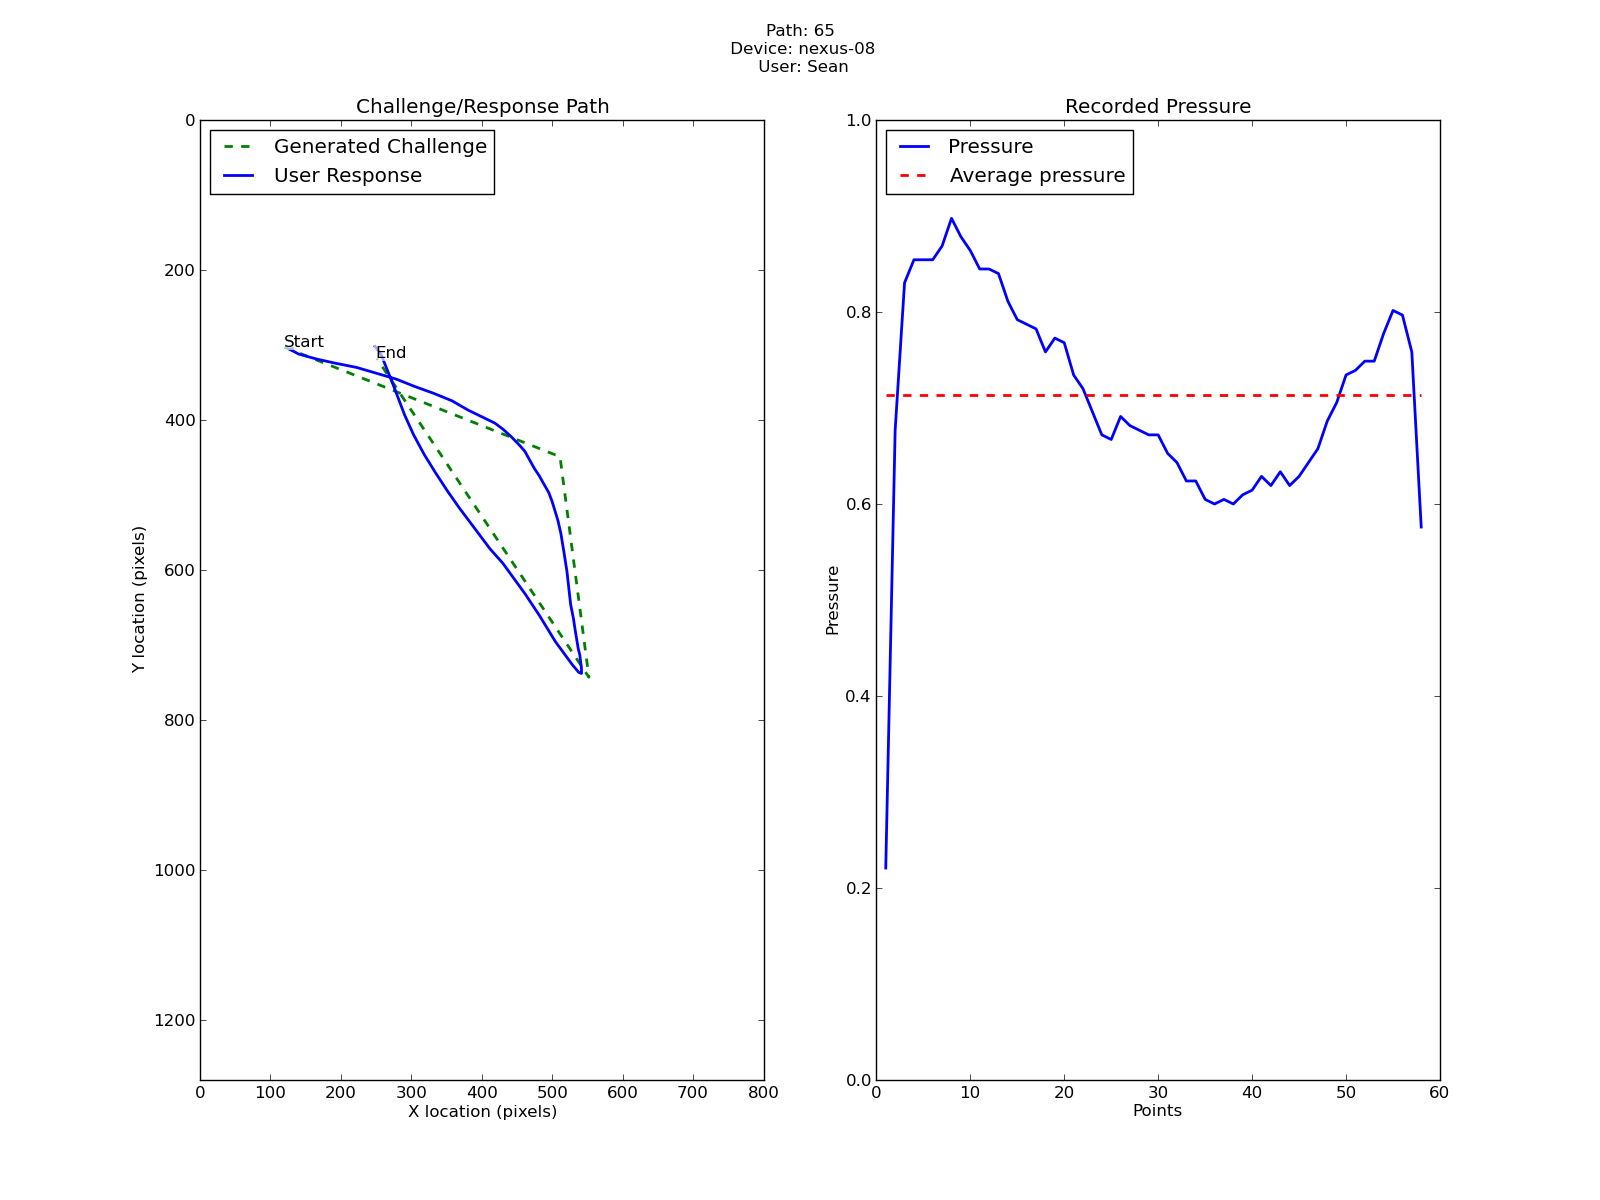 Path: 65
Device: nexus-08
User: Sean
Challenge/Response Path
Generated Challenge
User Response
Start
End
0
200
400
600
800
1000
1200
Y location (pixels)
0 100 200 300 400 500 600 700 800
X location (pixels)
Recorded Pressure
Pressure
Average pressure
1.0
0.8
0.6
0.4
0.2
0.0
Pressure
0 10 20 30 40 50 60
Points